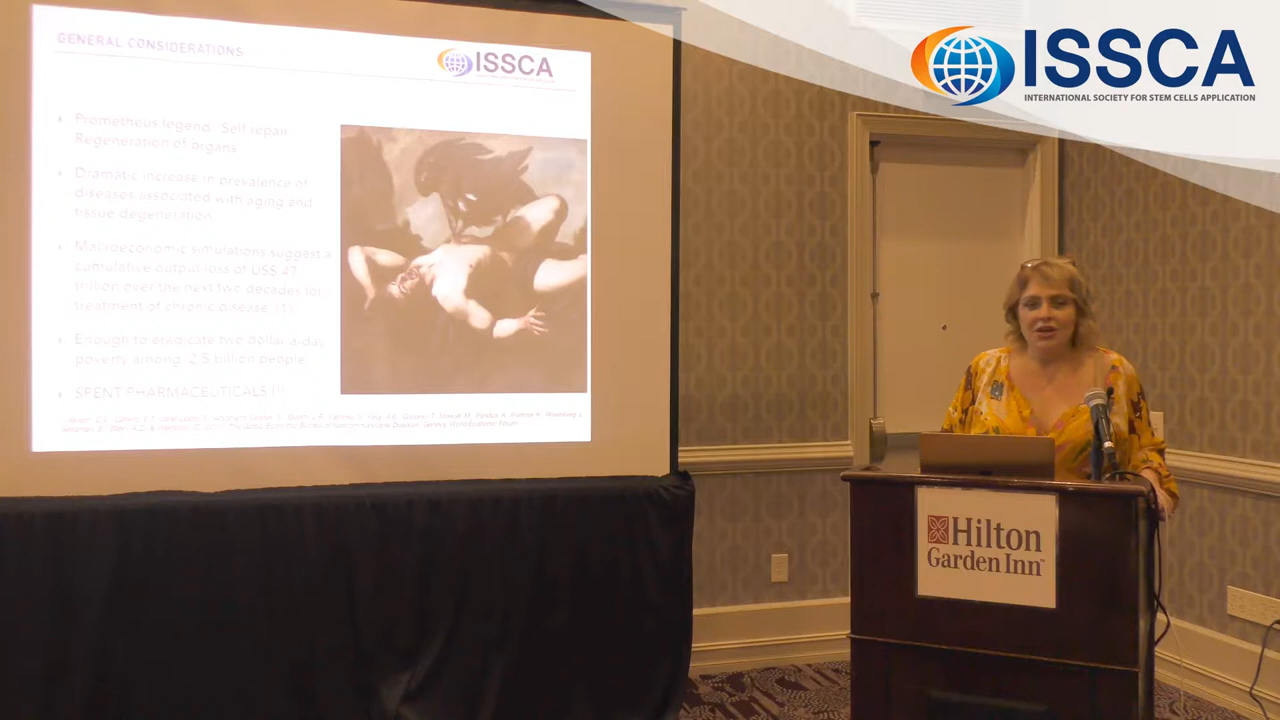 GENERAL CONSIDERATIONS
ISSCA
Prometheus legend. Self repair
Regeneration of organs
Dramatic increase in prevalence of
diseases associated with aging and
tissue degeneration
Macroeconomic simulations suggest a
cumulative output loss of US$ 47
trillion over the next two decades for
treatment of chronic disease. (1)
Enough to eradicate two dollar a-day
poverty among 2.5 billion people
SPENT PHARMACEUTICALS
ISSCA
INTERNATIONAL SOCIETY FOR STEM CELLS APPLICATION
Hilton
Garden Inn™